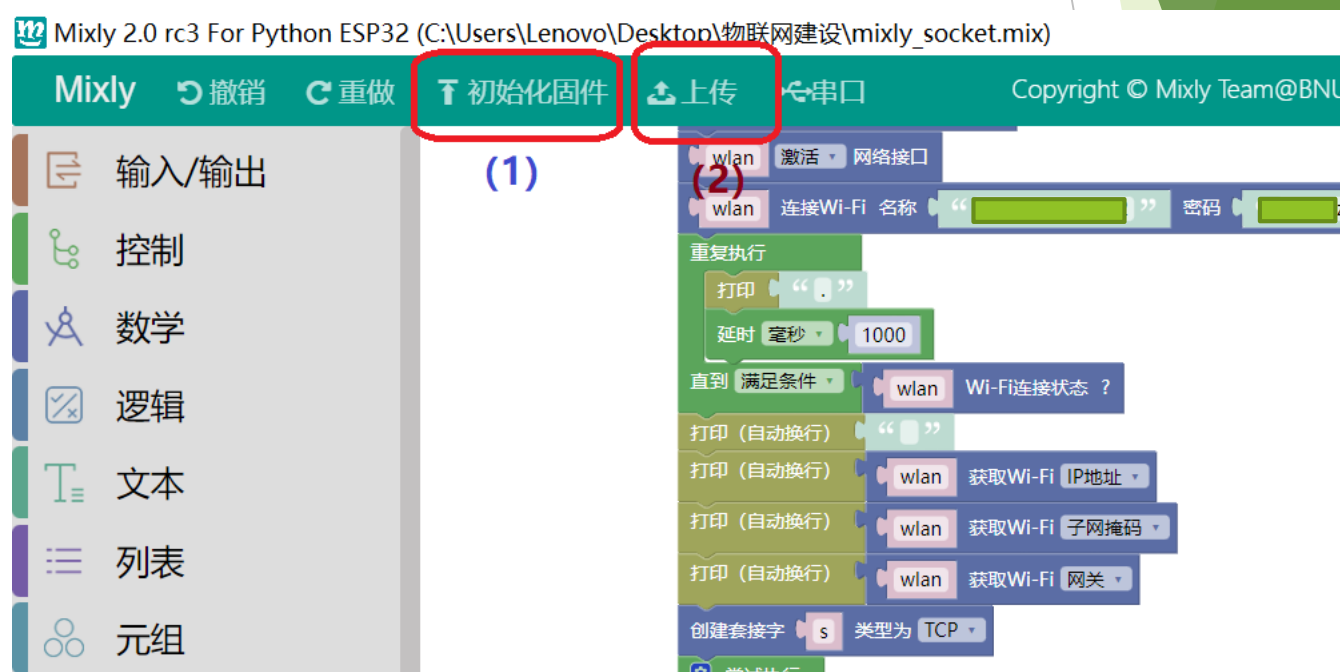 Mixly 2.0 rc3 For Python ESP32 (C:\Users\Lenovo\Desktop\物联网建设\mixly_socket.mix)
Mixly 撤销 重做 初始化固件 上传 串口 Copyright © Mixly Team@BNU
(1)
(2)
输入/输出
控制
数学
逻辑
文本
列表
元组
wlan 激活 网络接口
wlan 连接Wi-Fi 名称 “ ” 密码 “
重复执行
打印 “ . ”
延时 毫秒 1000
直到 满足条件 wlan Wi-Fi连接状态 ?
打印（自动换行） “ ”
打印（自动换行） wlan 获取Wi-Fi IP地址
打印（自动换行） wlan 获取Wi-Fi 子网掩码
打印（自动换行） wlan 获取Wi-Fi 网关
创建套接字 s 类型为 TCP
尝试执行